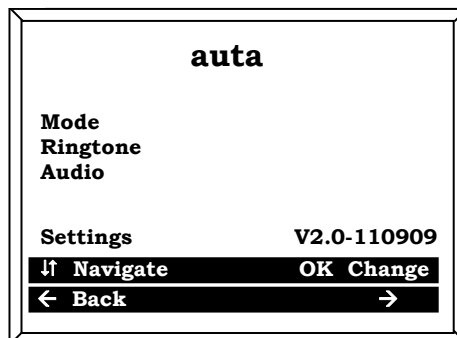 auta
Mode
Ringtone
Audio
Settings V2.0-110909
↓↑ Navigate OK Change
← Back →